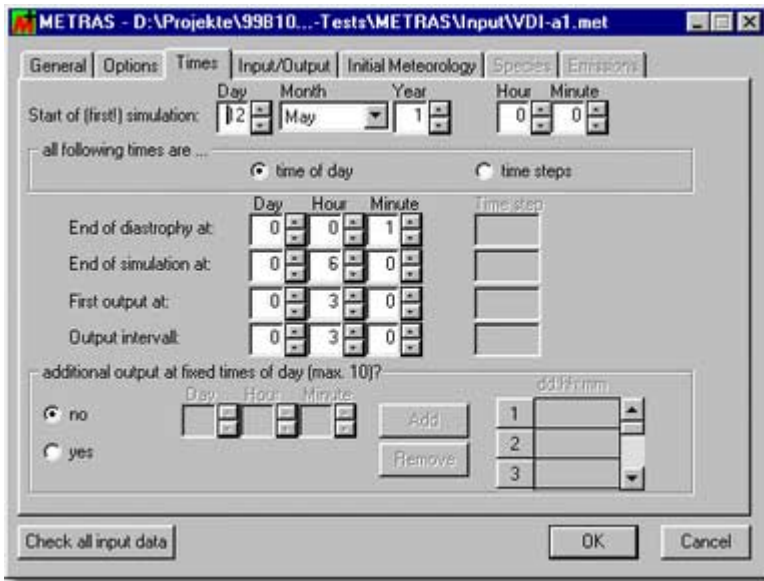 METRAS - D:\Projekte\99B10...-Tests\METRAS\Input\VDI-a1.met
General Options Times Input/Output Initial Meteorology Species Emissions
Day Month Year Hour Minute
Start of (first!) simulation: 12 May 1 0 0
all following times are ...
time of day time steps
Day Hour Minute Time step
End of diastrophy at: 0 0 1
End of simulation at: 0 6 0
First output at: 0 3 0
Output intervall: 0 3 0
additional output at fixed times of day (max. 10)?
Day Hour Minute dd:hh:mm
no Add 1
2
yes Remove
3
Check all input data OK Cancel